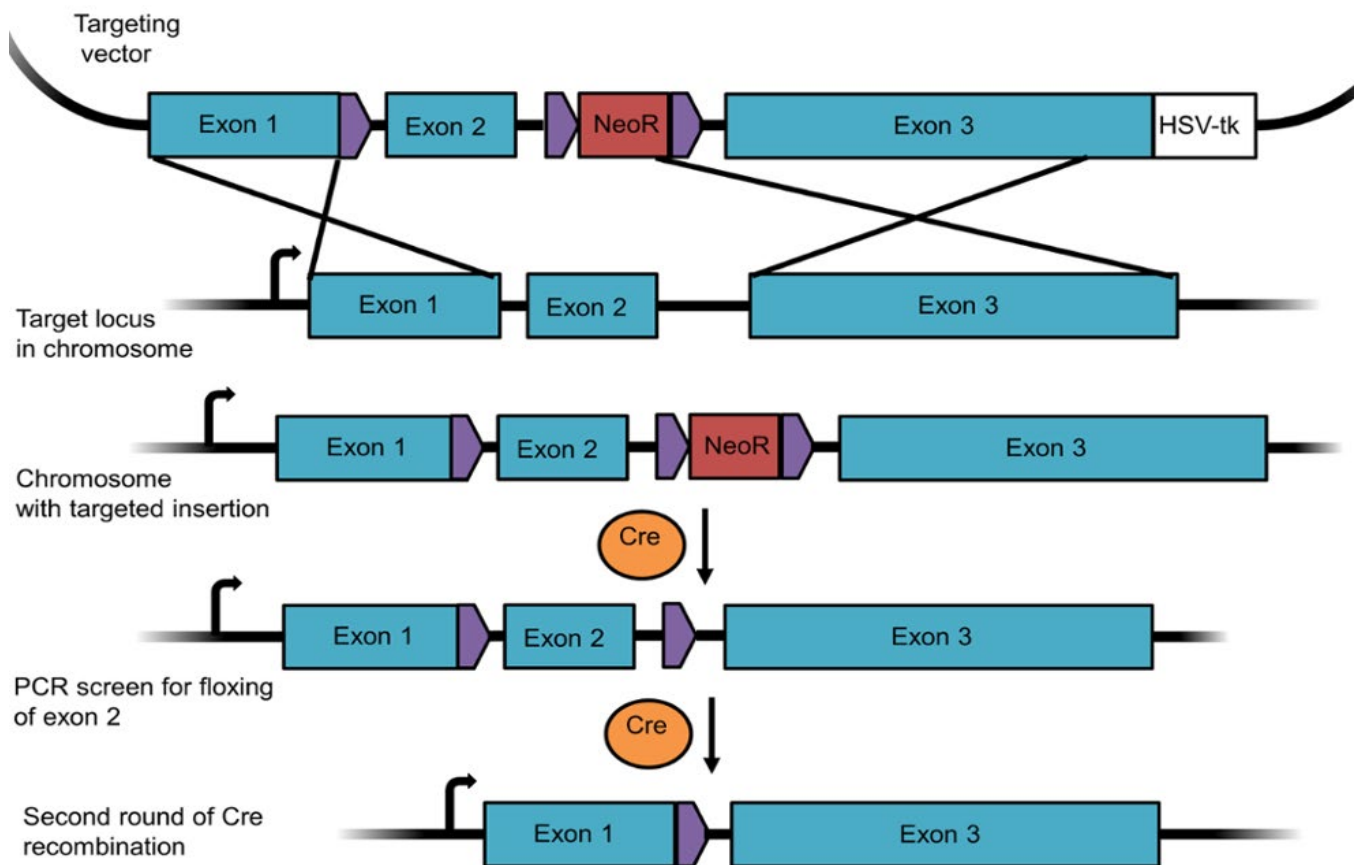 Targeting
vector
Exon 1
Exon 2
NeoR
Exon 3
HSV-tk
Exon 1
Exon 2
Exon 3
Target locus
in chromosome
Exon 1
Exon 2
NeoR
Exon 3
Chromosome
with targeted insertion
Cre
Exon 1
Exon 2
Exon 3
PCR screen for floxing
of exon 2
Cre
Second round of Cre
recombination
Exon 1
Exon 3